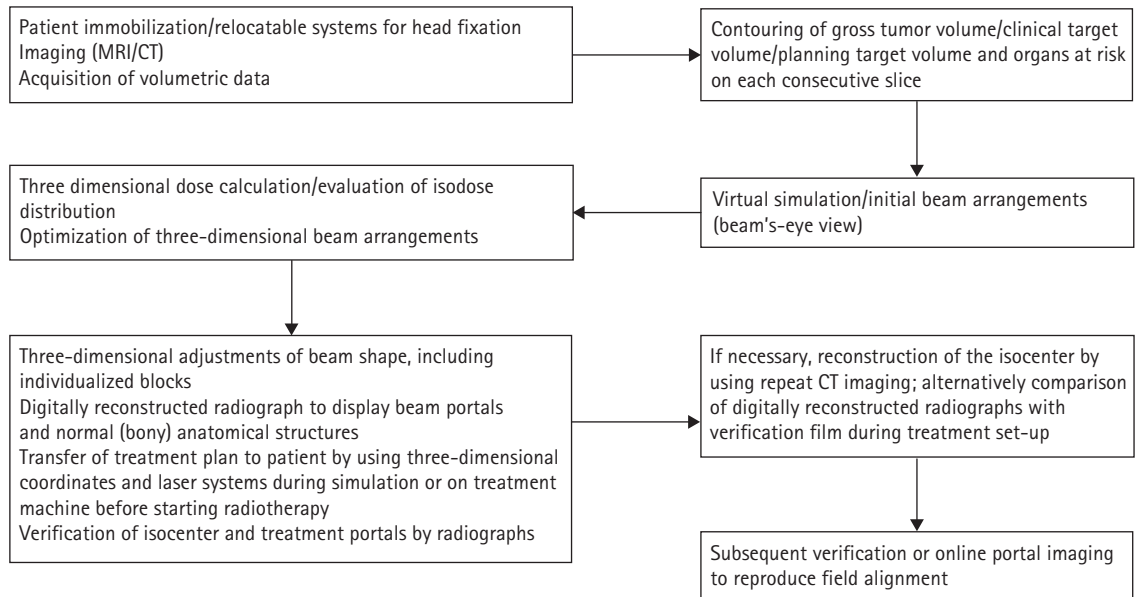 Patient immobilization/relocatable systems for head fixation
Imaging (MRI/CT)
Acquisition of volumetric data
Contouring of gross tumor volume/clinical target
volume/planning target volume and organs at risk
on each consecutive slice
Virtual simulation/initial beam arrangements
(beam's-eye view)
Three dimensional dose calculation/evaluation of isodose
distribution
Optimization of three-dimensional beam arrangements
Three-dimensional adjustments of beam shape, including
individualized blocks
Digitally reconstructed radiograph to display beam portals
and normal (bony) anatomical structures
Transfer of treatment plan to patient by using three-dimensional
coordinates and laser systems during simulation or on treatment
machine before starting radiotherapy
Verification of isocenter and treatment portals by radiographs
If necessary, reconstruction of the isocenter by
using repeat CT imaging; alternatively comparison
of digitally reconstructed radiographs with
verification film during treatment set-up
Subsequent verification or online portal imaging
to reproduce field alignment